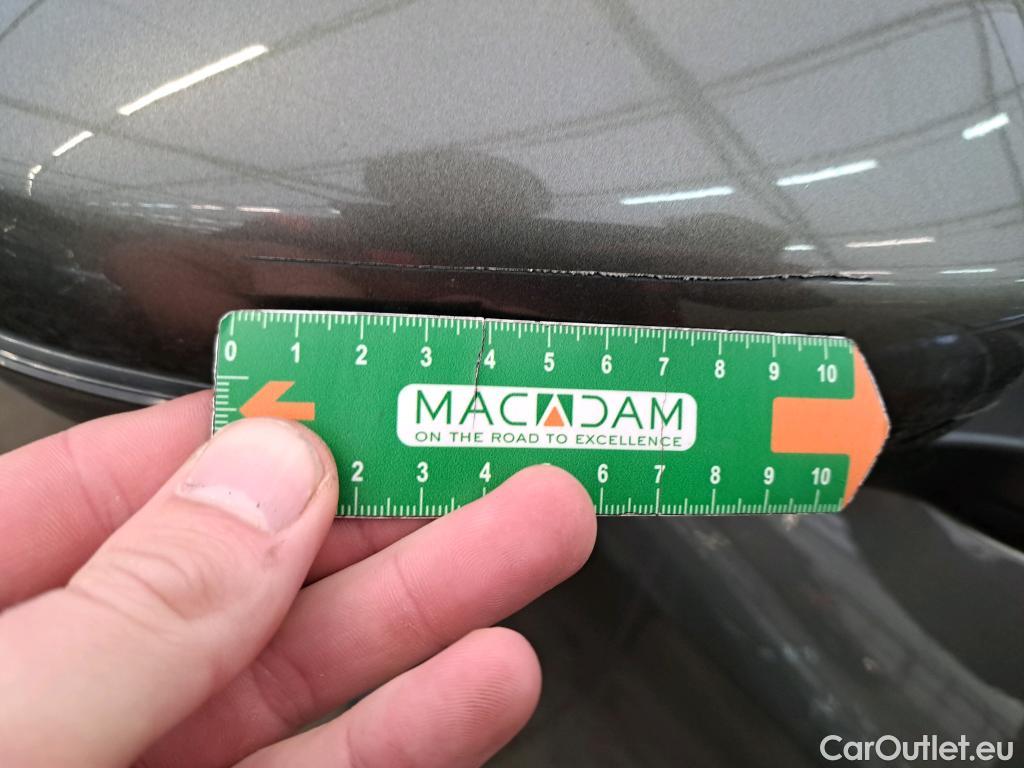 0 1 2 3 4 5 6 7 8 9 10
MACADAM
ON THE ROAD TO EXCELLENCE
2 3 4 6 7 8 9 10
CarOutlet.eu